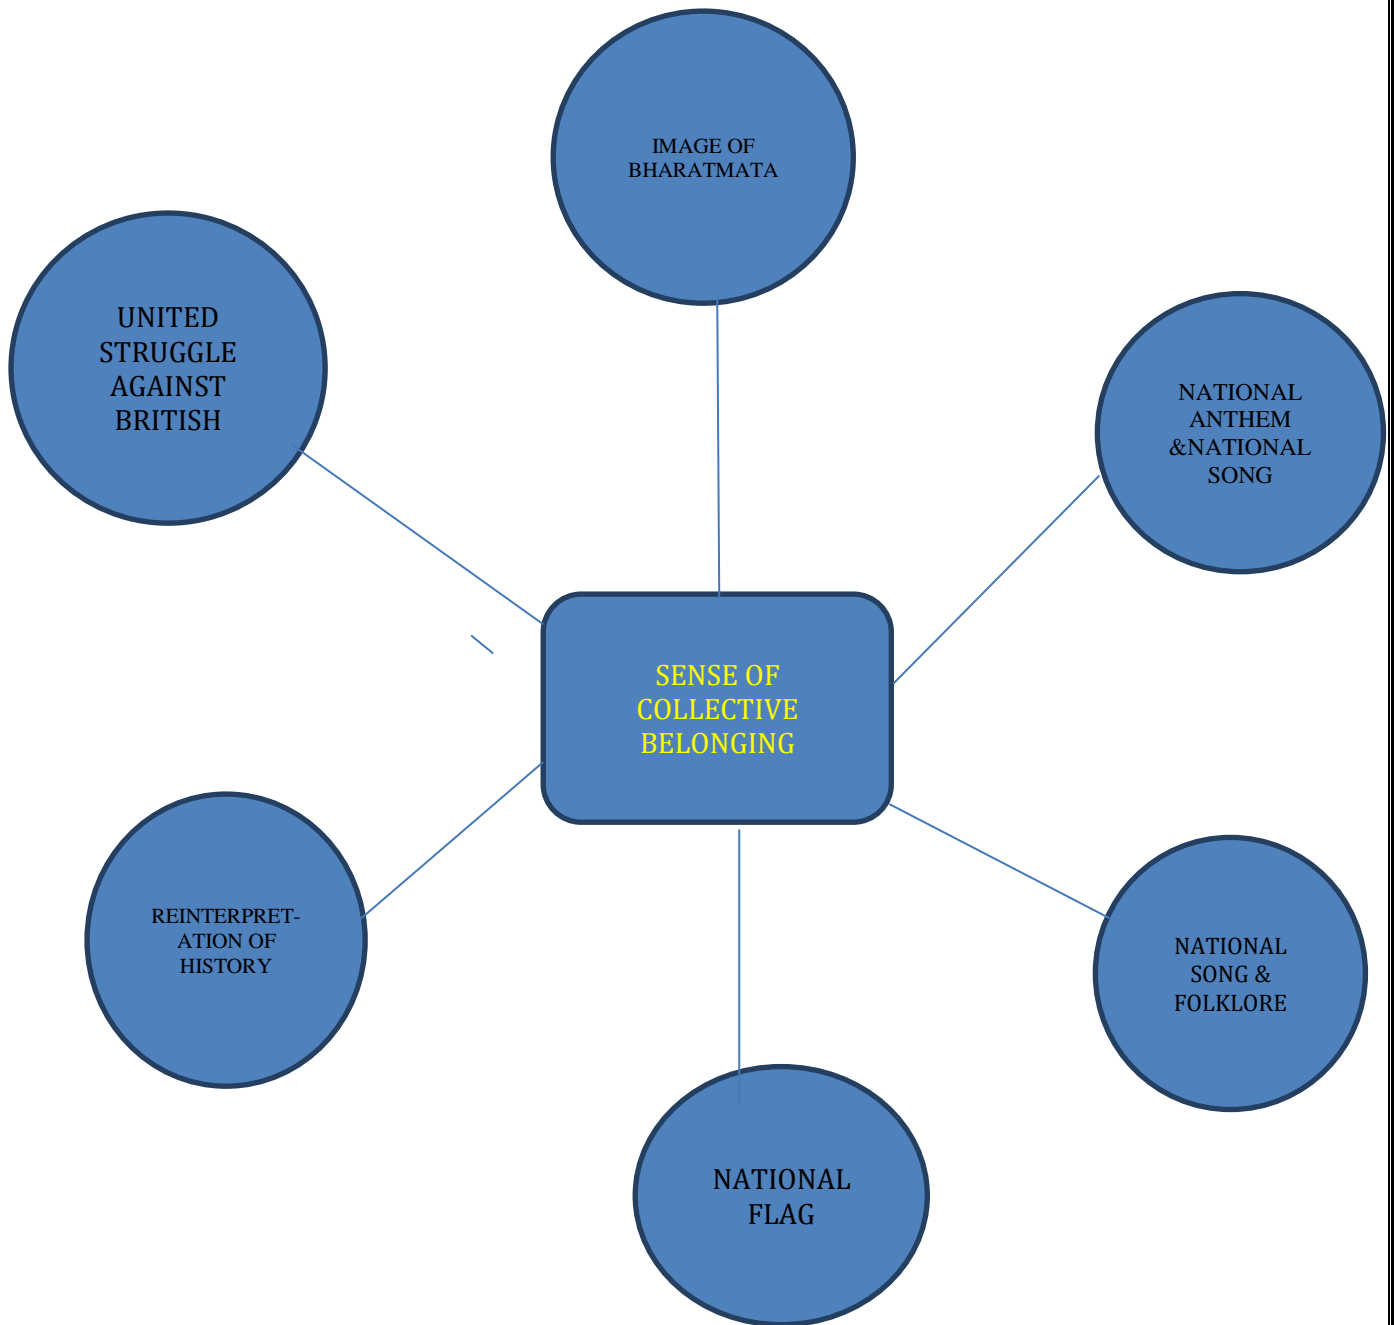 IMAGE OF
BHARATMATA
UNITED
STRUGGLE
AGAINST
BRITISH
NATIONAL
ANTHEM
&NATIONAL
SONG
SENSE OF
COLLECTIVE
BELONGING
REINTERPRET-
ATION OF
HISTORY
NATIONAL
SONG &
FOLKLORE
NATIONAL
FLAG